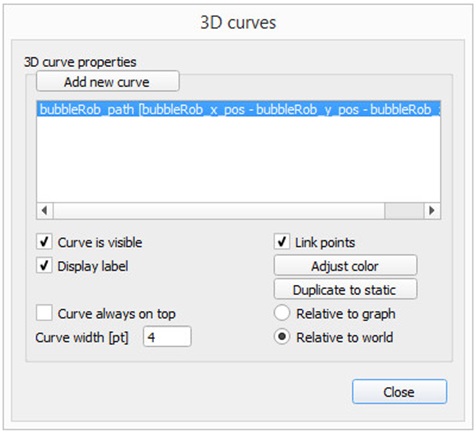 3D curves
3D curve properties
Add new curve
bubbleRob_path [bubbleRob_x_pos - bubbleRob_y_pos - bubbleRob_
Curve is visible
Link points
Display label
Adjust color
Duplicate to static
Curve always on top
Relative to graph
Curve width [pt] 4
Relative to world
Close